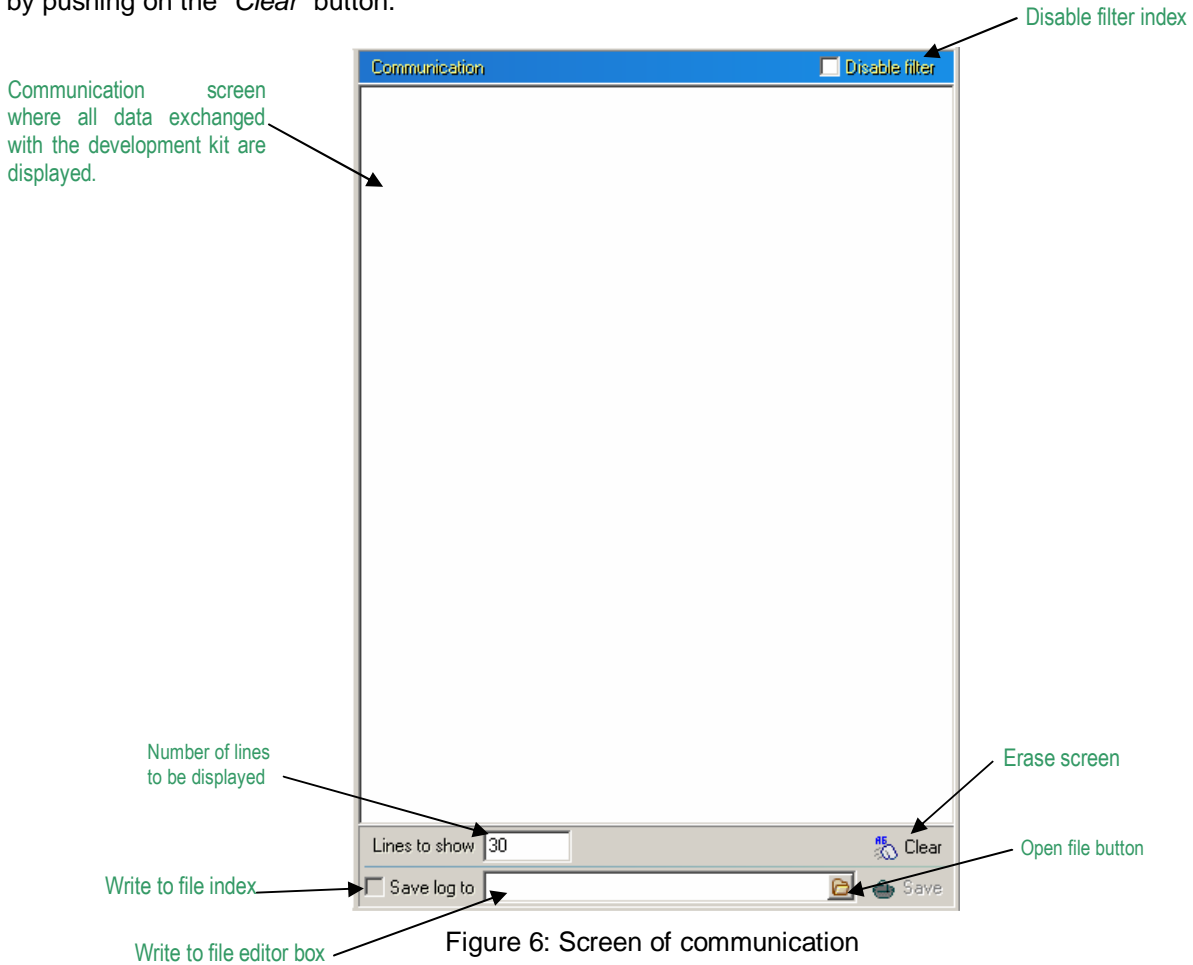 by pushing on the "Clear" button.
Disable filter index
Communication Disable filter
Communication screen
where all data exchanged
with the development kit are
displayed.
Number of lines
to be displayed
Erase screen
Lines to show 30 Clear
Open file button
Write to file index
Save log to Save
Write to file editor box
Figure 6: Screen of communication